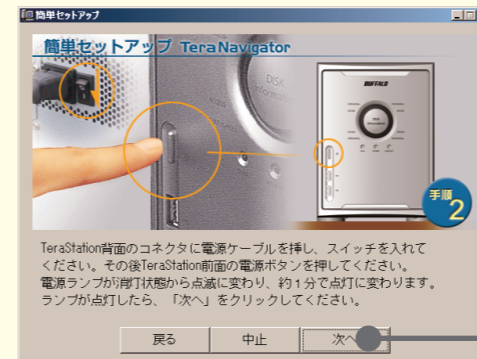 簡単セットアップ
簡単セットアップ TeraNavigator
DISK
Information
BUFFALO
手順
2
TeraStation背面のコネクタに電源ケーブルを挿し、スイッチを入れて
ください。その後TeraStation前面の電源ボタンを押してください。
電源ランプが消灯状態から点滅に変わり、約1分で点灯に変わります。
ランプが点灯したら、「次へ」をクリックしてください。
戻る
中止
次へ